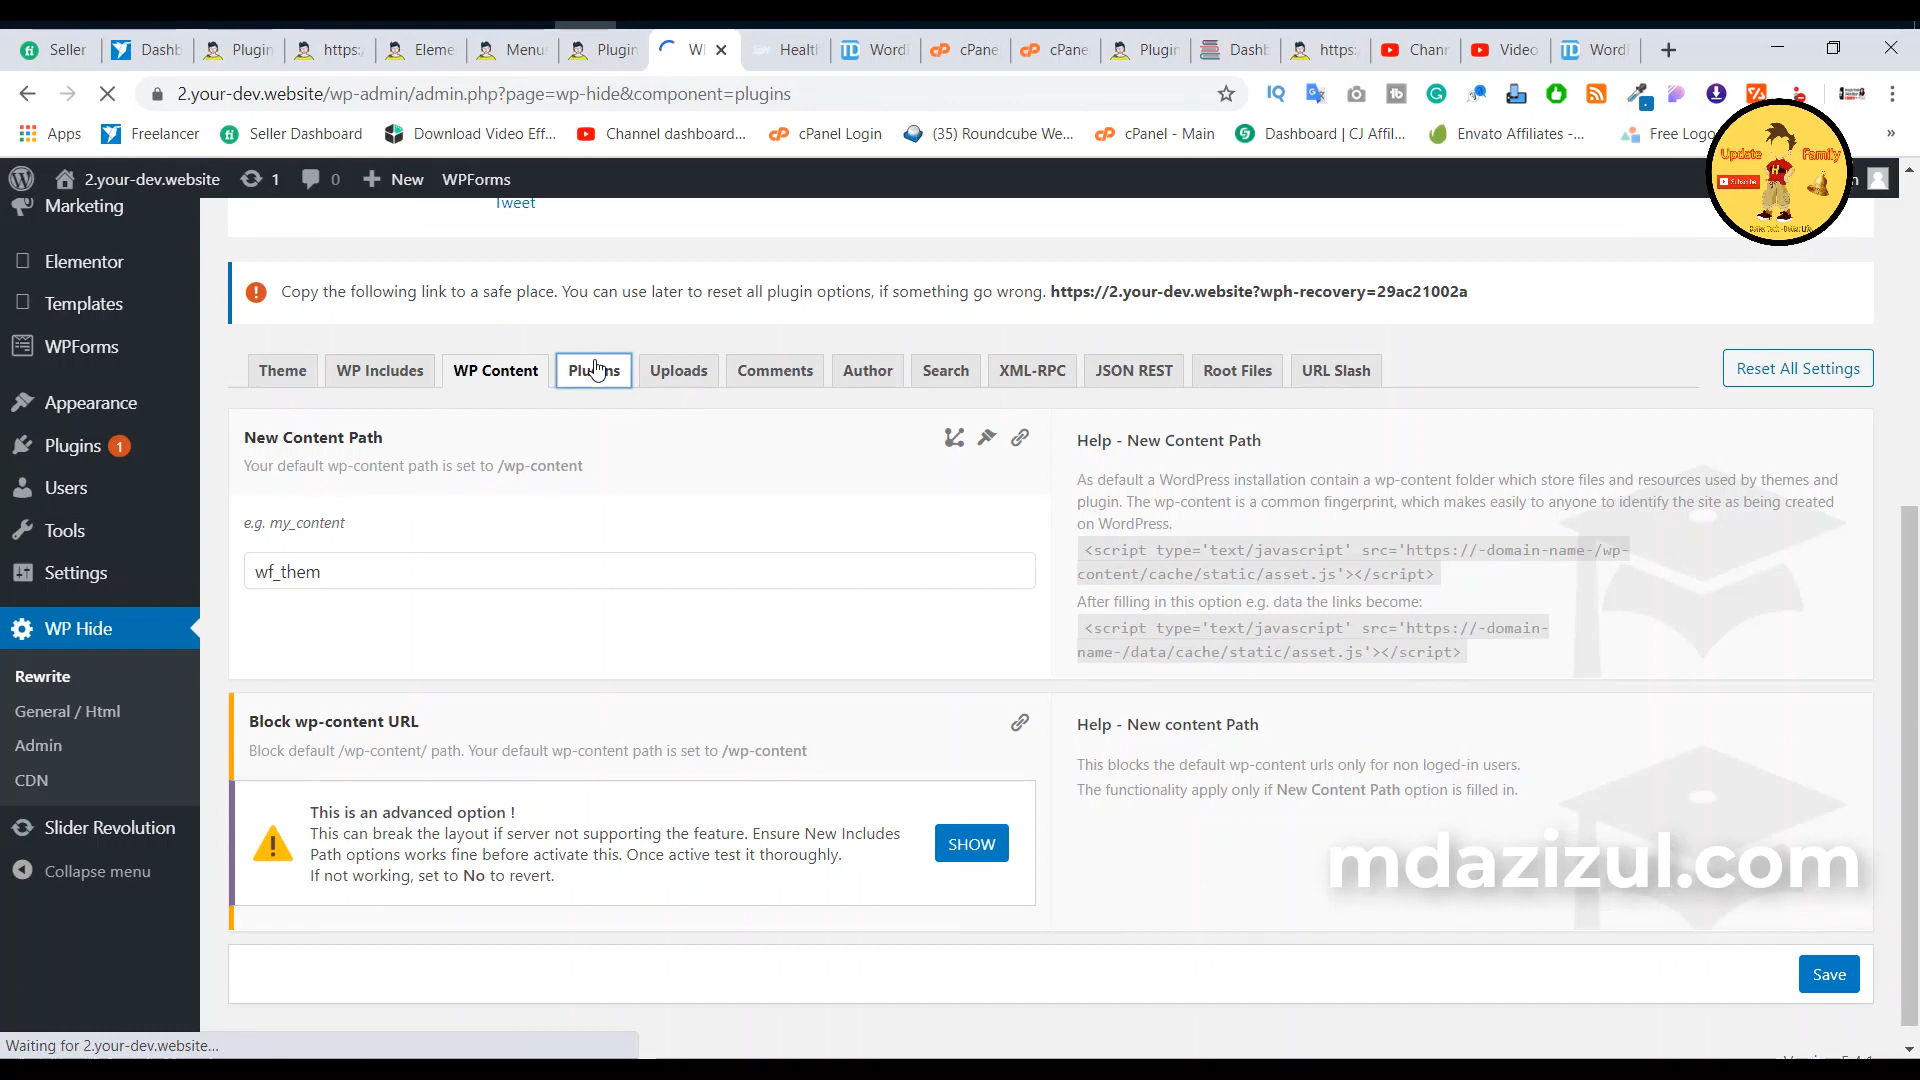 Seller
Dashb
Plugin
https:
Eleme
Menu
Plugin
W
Healtl
Word
cPane
cPane
Plugin
Dashb
https:
Chann
Video
Word
2.your-dev.website/wp-admin/admin.php?page=wp-hide&component=plugins
Apps
Freelancer
Seller Dashboard
Download Video Eff...
Channel dashboard...
cPanel Login
(35) Roundcube We...
cPanel - Main
Dashboard | CJ Affil...
Envato Affiliates -...
Free Logo
Update Family
Subscribe
2.your-dev.website
1
0
New
WPForms
Marketing
Elementor
Templates
WPForms
Appearance
Plugins 1
Users
Tools
Settings
WP Hide
Rewrite
General / Html
Admin
CDN
Slider Revolution
Collapse menu
Tweet
Copy the following link to a safe place. You can use later to reset all plugin options, if something go wrong. https://2.your-dev.website?wph-recovery=29ac21002a
Theme
WP Includes
WP Content
Plugins
Uploads
Comments
Author
Search
XML-RPC
JSON REST
Root Files
URL Slash
Reset All Settings
New Content Path
Your default wp-content path is set to /wp-content
e.g. my_content
wf_them
Help - New Content Path
As default a WordPress installation contain a wp-content folder which store files and resources used by themes and
plugin. The wp-content is a common fingerprint, which makes easily to anyone to identify the site as being created
on WordPress.
<script type='text/javascript' src='https://-domain-name-/wp-
content/cache/static/asset.js'></script>
After filling in this option e.g. data the links become:
<script type='text/javascript' src='https://-domain-
name-/data/cache/static/asset.js'></script>
Block wp-content URL
Block default /wp-content/ path. Your default wp-content path is set to /wp-content
This is an advanced option !
This can break the layout if server not supporting the feature. Ensure New Includes
Path options works fine before activate this. Once active test it thoroughly.
If not working, set to No to revert.
SHOW
Help - New content Path
This blocks the default wp-content urls only for non loged-in users.
The functionality apply only if New Content Path option is filled in.
mdazizul.com
Save
Waiting for 2.your-dev.website...